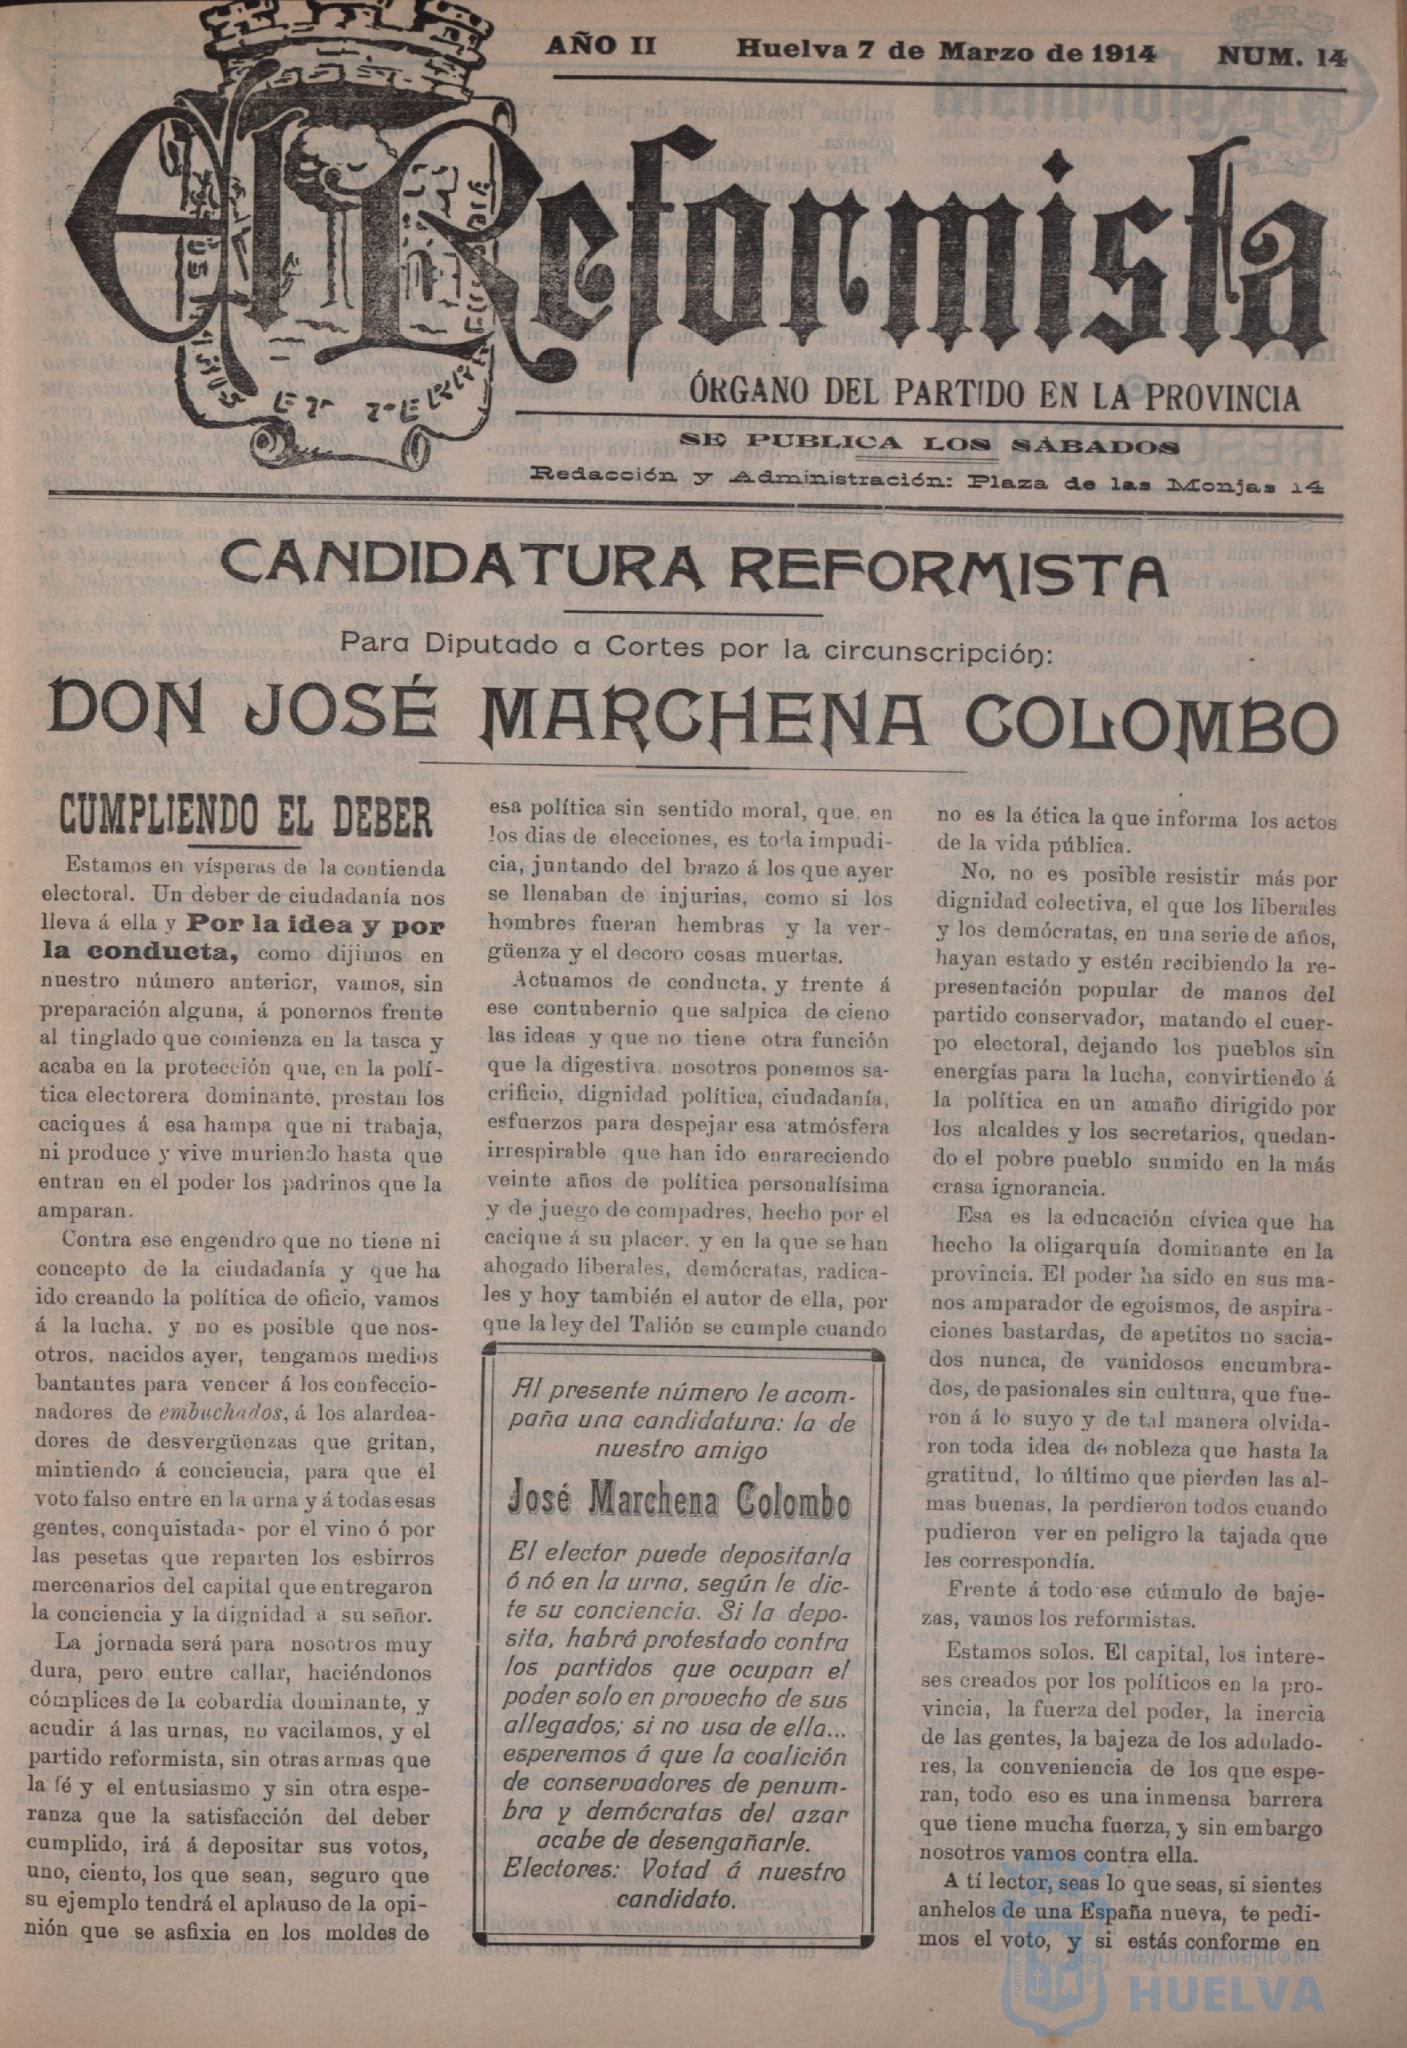 AÑO II Huelva 7 de Marzo de 1914 NUM. 14
El Reformista
ÓRGANO DEL PARTIDO EN LA PROVINCIA
SE PUBLICA LOS SÁBADOS
Redacción y Administración: Plaza de las Monjas 14
CANDIDATURA REFORMISTA
Para Diputado a Cortes por la circunscripción:
DON JOSÉ MARCHENA COLOMBO
CUMPLIENDO EL DEBER
Estamos en vísperas de la contienda
electoral. Un deber de ciudadanía nos
lleva á ella y Por la idea y por
la conducta, como dijimos en
nuestro número anterior, vamos, sin
preparación alguna, á ponernos frente
al tinglado que comienza en la tasca y
acaba en la protección que, en la polí-
tica electorera dominante, prestan los
caciques á esa hampa que ni trabaja,
ni produce y vive muriendo hasta que
entran en el poder los padrinos que la
amparan.
Contra ese engendro que no tiene ni
concepto de la ciudadanía y que ha
ido creando la política de oficio, vamos
á la lucha. y no es posible que nos-
otros, nacidos ayer, tengamos medios
bantantes para vencer á los confeccio-
nadores de embuchados, á los alardea-
dores de desvergüenzas que gritan,
mintiendo á conciencia, para que el
voto falso entre en la urna y á todas esas
gentes, conquistada- por el vino ó por
las pesetas que reparten los esbirros
mercenarios del capital que entregaron
la conciencia y la dignidad á su señor.
La jornada será para nosotros muy
dura, pero entre callar, haciéndonos
cómplices de la cobardía dominante, y
acudir á las urnas, no vacilamos, y el
partido reformista, sin otras armas que
la fé y el entusiasmo y sin otra espe-
ranza que la satisfacción del deber
cumplido, irá á depositar sus votos,
uno, ciento, los que sean, seguro que
su ejemplo tendrá el aplauso de la opi-
nión que se asfixia en los moldes de
esa política sin sentido moral, que. en
los dias de elecciones, es toda impudi-
cia, juntando del brazo á los que ayer
se llenaban de injurias, como si los
hombres fueran hembras y la ver-
güenza y el decoro cosas muertas.
Actuamos de conducta, y frente á
ese contubernio que salpica de cieno
las ideas y que no tiene otra función
que la digestiva. nosotros ponemos sa-
crificio, dignidad política, ciudadanía,
esfuerzos para despejar esa atmósfera
irrespirable que han ido enrareciendo
veinte años de política personalísima
y de juego de compadres, hecho por el
cacique á su placer. y en la que se han
ahogado liberales, demócratas, radica-
les y hoy también el autor de ella, por
que la ley del Talión se cumple cuando
Al presente número le acom-
paña una candidatura: la de
nuestro amigo
José Marchena Colombo
El elector puede depositarla
ó nó en la urna, según le dic-
te su conciencia. Si la depo-
sita, habrá protestado contra
los partidos que ocupan el
poder solo en provecho de sus
allegados; si no usa de ella...
esperemos á que la coalición
de conservadores de penum-
bra y demócratas del azar
acabe de desengañarle.
Electores: Votad á nuestro
candidato.
no es la ética la que informa los actos
de la vida pública.
No, no es posible resistir más por
dignidad colectiva, el que los liberales
y los demócratas, en una serie de años,
hayan estado y estén recibiendo la re-
presentación popular de manos del
partido conservador, matando el cuer-
po electoral, dejando los pueblos sin
energías para la lucha, convirtiendo á
la política en un amaño dirigido por
los alcaldes y los secretarios, quedan-
do el pobre pueblo sumido en la más
crasa ignorancia.
Esa es la educación cívica que ha
hecho la oligarquía dominante en la
provincia. El poder ha sido en sus ma-
nos amparador de egoismos, de aspira-
ciones bastardas, de apetitos no sacia-
dos nunca, de vanidosos encumbra-
dos, de pasionales sin cultura, que fue-
ron á lo suyo y de tal manera olvida-
ron toda idea de nobleza que hasta la
gratitud, lo último que pierden las al-
mas buenas, la perdieron todos cuando
pudieron ver en peligro la tajada que
les correspondía.
Frente á todo ese cúmulo de baje-
zas, vamos los reformistas.
Estamos solos. El capital, los intere-
ses creados por los políticos en la pro-
vincia, la fuerza del poder, la inercia
de las gentes, la bajeza de los adulado-
res, la conveniencia de los que espe-
ran, todo eso es una inmensa barrera
que tiene mucha fuerza, y sin embargo
nosotros vamos contra ella.
A tí lector, seas lo que seas, si sientes
anhelos de una España nueva, te pedi-
mos el voto, y si estás conforme en
Ayuntamiento de
HUELVA